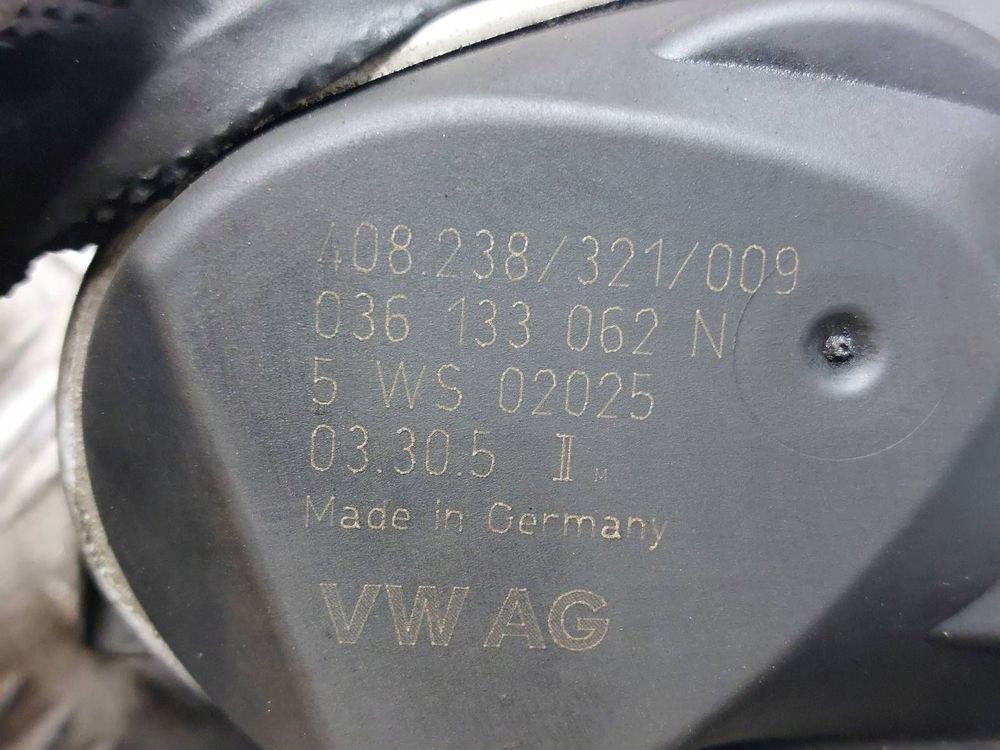 408.238/321/009
036 133 062 N
5 WS 02025
03.30.5 II M
Made in Germany
VW AG